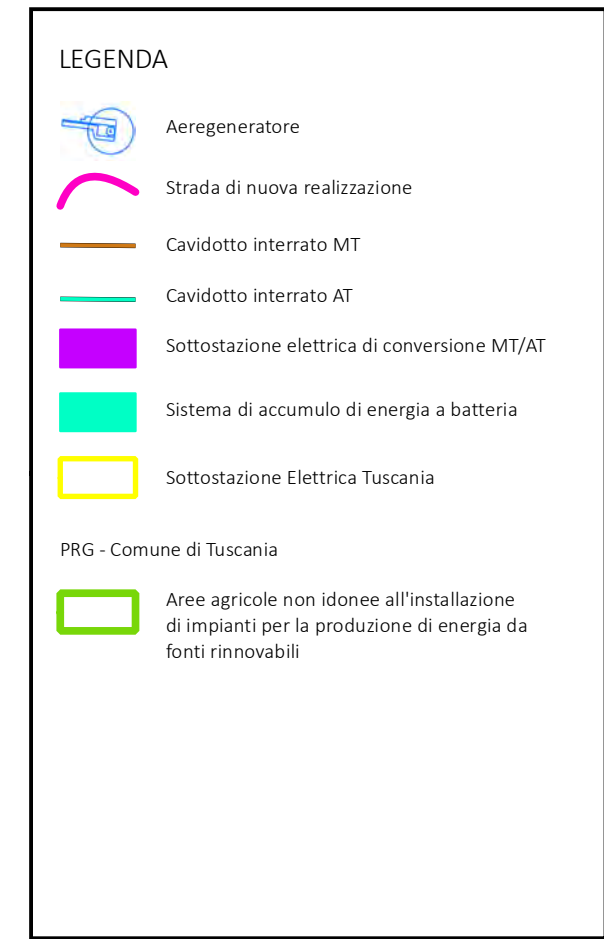 LEGENDA
Aeregeneratore
Strada di nuova realizzazione
Cavidotto interrato MT
Cavidotto interrato AT
Sottostazione elettrica di conversione MT/AT
Sistema di accumulo di energia a batteria
Sottostazione Elettrica Tuscania
PRG - Comune di Tuscania
Aree agricole non idonee all'installazione
di impianti per la produzione di energia da
fonti rinnovabili